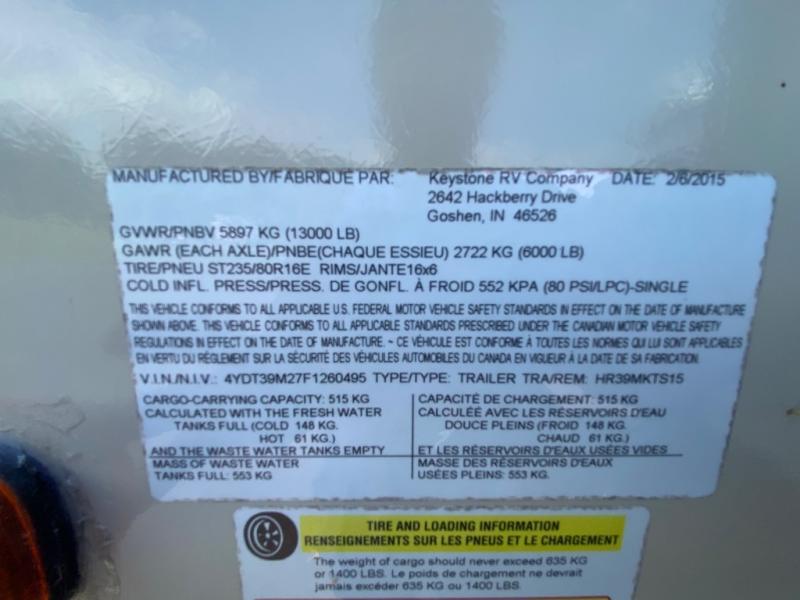 MANUFACTURED BY/FABRIQUE PAR: Keystone RV Company DATE: 2/6/2015
2642 Hackberry Drive
Goshen, IN 46526
GVWR/PNBV 5897 KG (13000 LB)
GAWR (EACH AXLE)/PNBE(CHAQUE ESSIEU) 2722 KG (6000 LB)
TIRE/PNEU ST235/80R16E RIMS/JANTE16x6
COLD INFL. PRESS/PRESS. DE GONFL. À FROID 552 KPA (80 PSI/LPC)-SINGLE
THIS VEHICLE CONFORMS TO ALL APPLICABLE U.S. FEDERAL MOTOR VEHICLE SAFETY STANDARDS IN EFFECT ON THE DATE OF MANUFACTURE
SHOWN ABOVE. THIS VEHICLE CONFORMS TO ALL APPLICABLE STANDARDS PRESCRIBED UNDER THE CANADIAN MOTOR VEHICLE SAFETY
REGULATIONS IN EFFECT ON THE DATE OF MANUFACTURE. ~ CE VÉHICULE EST CONFORME À TOUTES LES NORMES QUI LUI SONT APPLICABLES
EN VERTU DU RÈGLEMENT SUR LA SÉCURITÉ DES VÉHICULES AUTOMOBILES DU CANADA EN VIGUEUR À LA DATE DE SA FABRICATION.
V.I.N./N.I.V.: 4YDT39M27F1260495 TYPE/TYPE: TRAILER TRA/REM: HR39MKTS15
CARGO-CARRYING CAPACITY: 515 KG
CALCULATED WITH THE FRESH WATER
TANKS FULL (COLD 148 KG.
HOT 61 KG.)
AND THE WASTE WATER TANKS EMPTY
MASS OF WASTE WATER
TANKS FULL: 553 KG
CAPACITÉ DE CHARGEMENT: 515 KG
CALCULÉE AVEC LES RÉSERVOIRS D'EAU
DOUCE PLEINS (FROID 148 KG.
CHAUD 61 KG.)
ET LES RÉSERVOIRS D'EAUX USÉES VIDES
MASSE DES RÉSERVOIRS D'EAUX
USÉES PLEINS: 553 KG.
TIRE AND LOADING INFORMATION
RENSEIGNEMENTS SUR LES PNEUS ET LE CHARGEMENT
The weight of cargo should never exceed 635 KG
or 1400 LBS. Le poids de chargement ne devrait
jamais excéder 635 KG ou 1400 LBS.